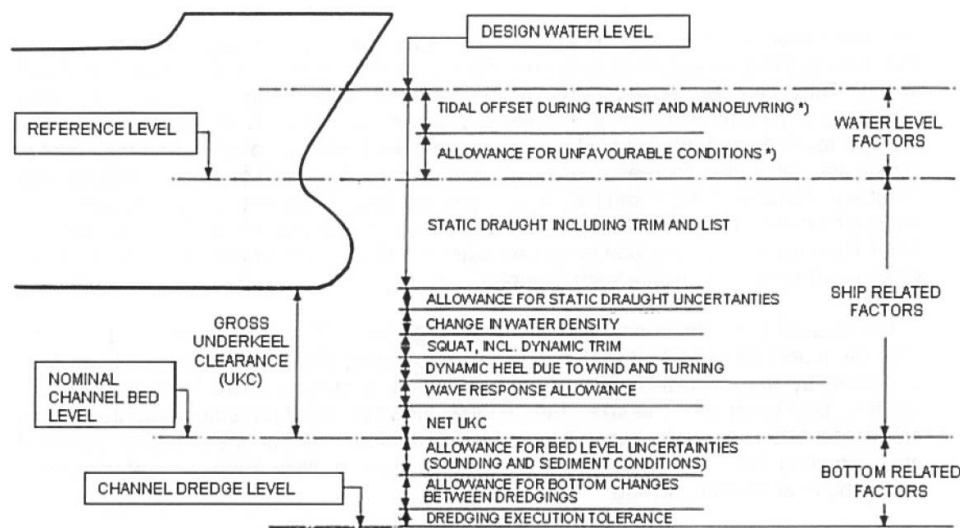 DESIGN WATER LEVEL
TIDAL OFFSET DURING TRANSIT AND MANOEUVRING *)
REFERENCE LEVEL
WATER LEVEL
FACTORS
ALLOWANCE FOR UNFAVOURABLE CONDITIONS *)
STATIC DRAUGHT INCLUDING TRIM AND LIST
ALLOWANCE FOR STATIC DRAUGHT UNCERTANTIES
SHIP RELATED
FACTORS
GROSS
UNDERKEEL
CLEARANCE
(UKC)
CHANGE IN WATER DENSITY
SQUAT, INCL. DYNAMIC TRIM
DYNAMIC HEEL DUE TO WIND AND TURNING
NOMINAL
CHANNEL BED
LEVEL
WAVE RESPONSE ALLOWANCE
NET UKC
ALLOWANCE FOR BED LEVEL UNCERTAINTIES
(SOUNDING AND SEDIMENT CONDITIONS)
BOTTOM RELATED
FACTORS
CHANNEL DREDGE LEVEL
ALLOWANCE FOR BOTTOM CHANGES
BETWEEN DREDGINGS
DREDGING EXECUTION TOLERANCE